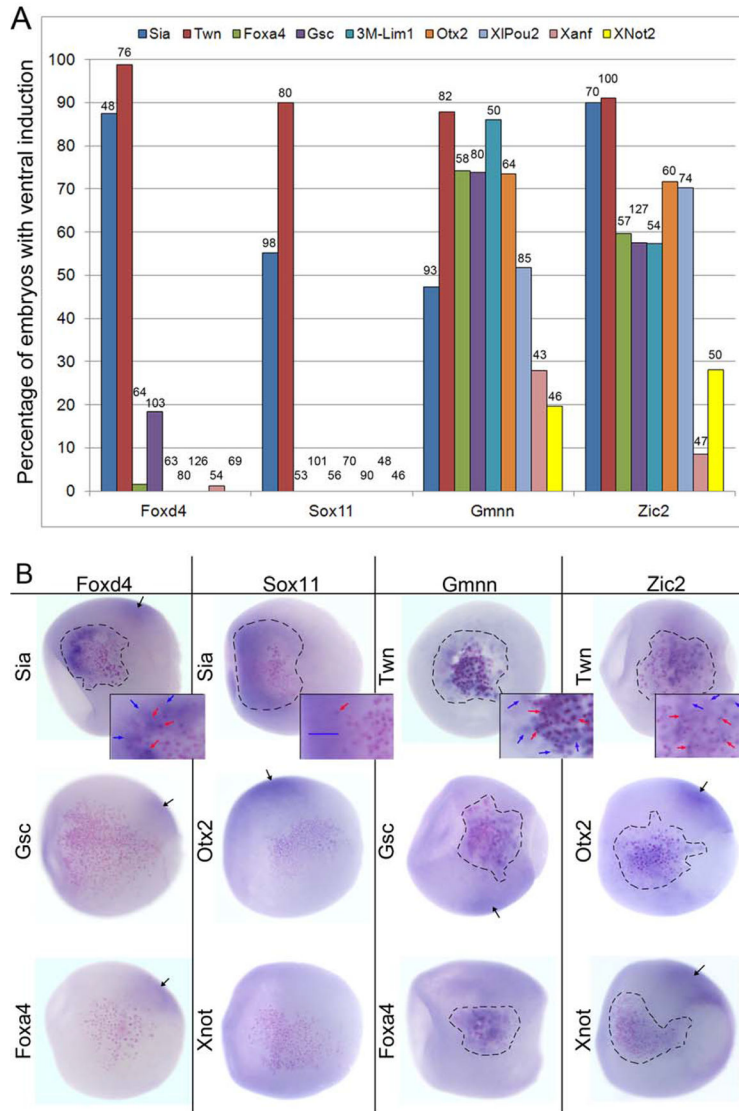 A
Sia Twn Foxa4 Gsc 3M-Lim1 Otx2 XlPou2 Xanf XNot2
Percentage of embryos with ventral induction
100
90
80
70
60
50
40
30
20
10
0
48 76 64 103 63 80 126 54 69
98 80 53 101 56 70 90 48 46
93 82 58 80 50 64 85 43 46
70 100 57 127 54 60 74 47 50
Foxd4 Sox11 Gmnn Zic2
B
Foxd4 Sox11 Gmnn Zic2
Sia Sia Twn Twn
Gsc Otx2 Gsc Otx2
Foxa4 Xnot Foxa4 Xnot